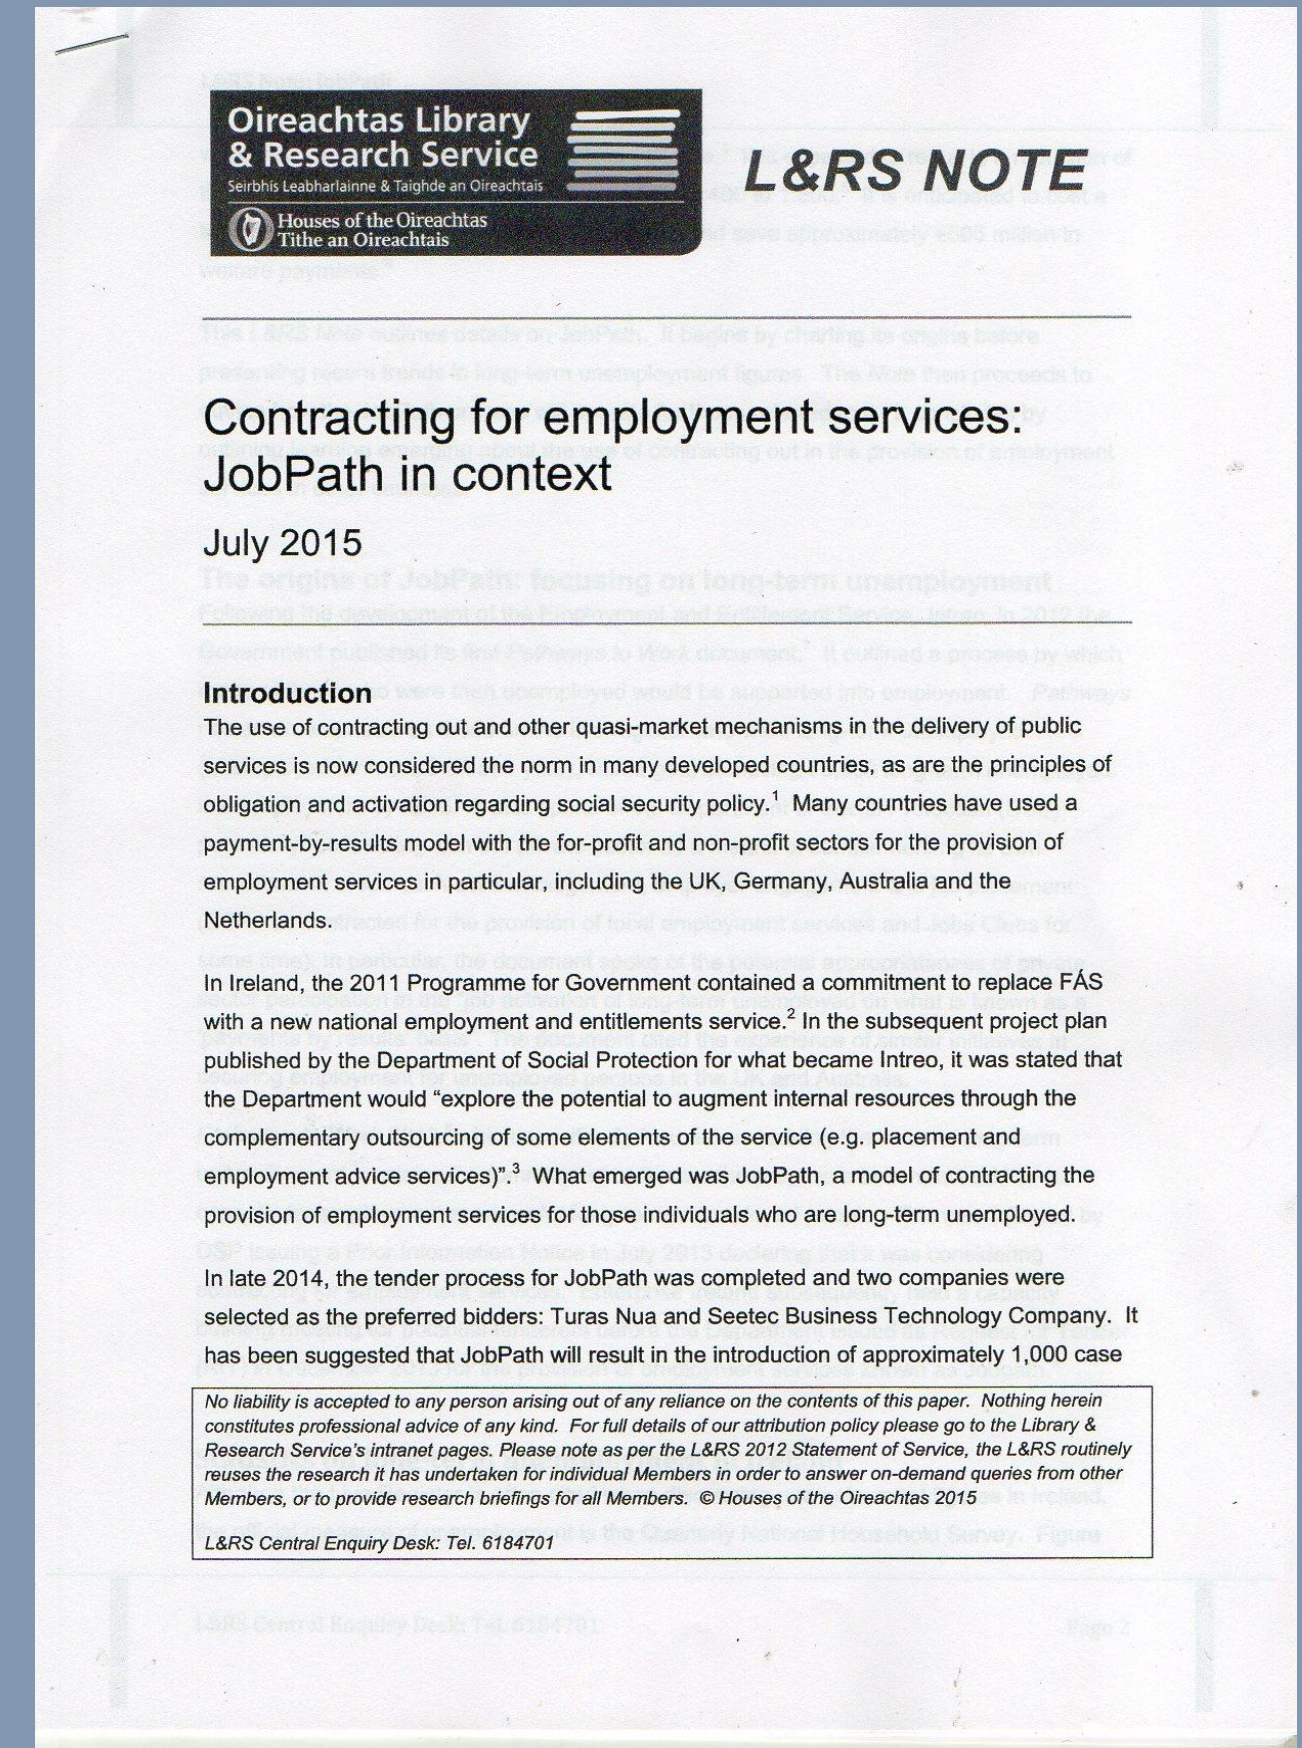 Oireachtas Library
& Research Service
Seirbhís Leabharlainne & Taighde an Oireachtais
Houses of the Oireachtas
Tithe an Oireachtais
L&RS NOTE
Contracting for employment services:
JobPath in context
July 2015
Introduction
The use of contracting out and other quasi-market mechanisms in the delivery of public
services is now considered the norm in many developed countries, as are the principles of
obligation and activation regarding social security policy.¹ Many countries have used a
payment-by-results model with the for-profit and non-profit sectors for the provision of
employment services in particular, including the UK, Germany, Australia and the
Netherlands.
In Ireland, the 2011 Programme for Government contained a commitment to replace FÁS
with a new national employment and entitlements service.² In the subsequent project plan
published by the Department of Social Protection for what became Intreo, it was stated that
the Department would “explore the potential to augment internal resources through the
complementary outsourcing of some elements of the service (e.g. placement and
employment advice services)”.³ What emerged was JobPath, a model of contracting the
provision of employment services for those individuals who are long-term unemployed.
In late 2014, the tender process for JobPath was completed and two companies were
selected as the preferred bidders: Turas Nua and Seetec Business Technology Company. It
has been suggested that JobPath will result in the introduction of approximately 1,000 case
No liability is accepted to any person arising out of any reliance on the contents of this paper. Nothing herein
constitutes professional advice of any kind. For full details of our attribution policy please go to the Library &
Research Service's intranet pages. Please note as per the L&RS 2012 Statement of Service, the L&RS routinely
reuses the research it has undertaken for individual Members in order to answer on-demand queries from other
Members, or to provide research briefings for all Members. © Houses of the Oireachtas 2015
L&RS Central Enquiry Desk: Tel. 6184701